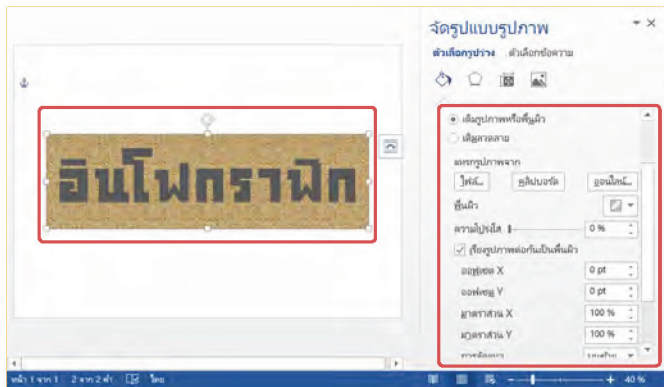 จัดรูปแบบรูปภาพ
ตัวเลือกรูปร่าง ตัวเลือกข้อความ
เติมรูปภาพหรือพื้นผิว
เติมลวดลาย
แทรกรูปภาพจาก
ไฟล์... คลิปบอร์ด ออนไลน์...
พื้นผิว
ความโปร่งใส 0 %
เรียงรูปภาพต่อกันเป็นพื้นผิว
ออฟเซต X 0 pt
ออฟเซต Y 0 pt
มาตราส่วน X 100 %
มาตราส่วน Y 100 %
อินโฟกราฟิก
หน้า 1 จาก 1 2 จาก 2 คำ ไทย
40 %